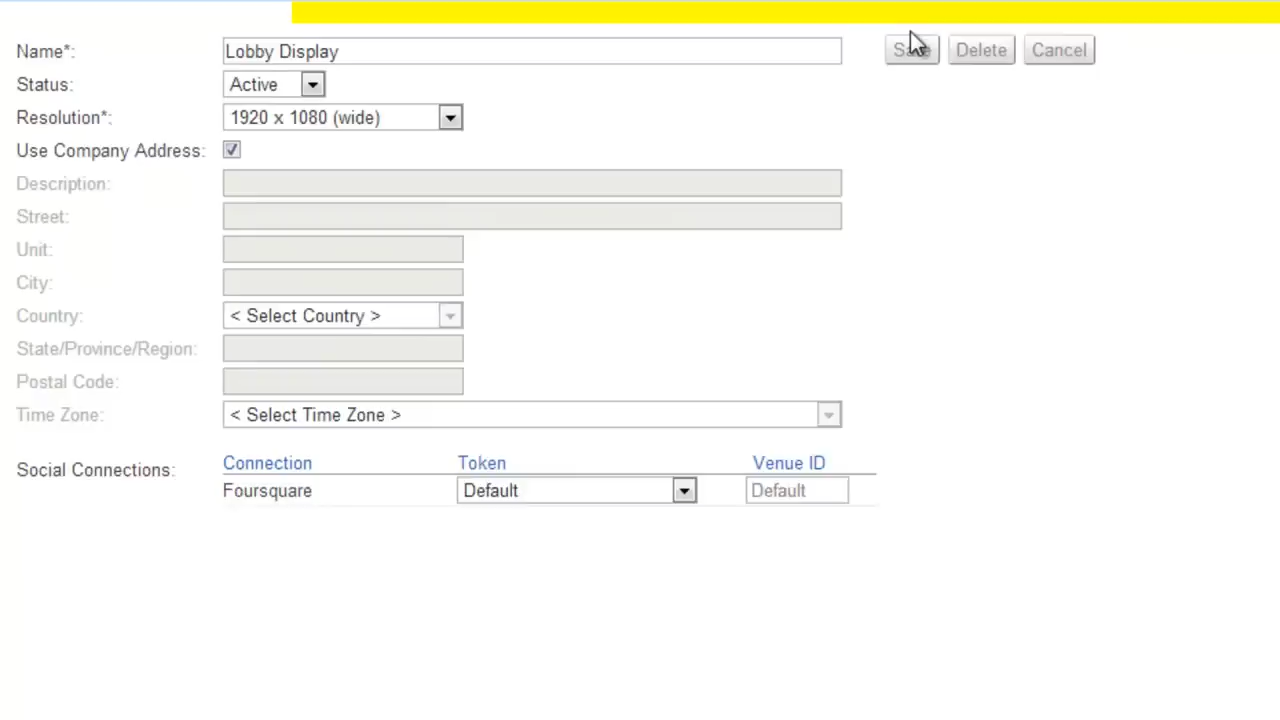 Name*: Lobby Display Delete Cancel
Status: Active
Resolution*: 1920 x 1080 (wide)
Use Company Address:
Description:
Street:
Unit:
City:
Country: < Select Country >
State/Province/Region:
Postal Code:
Time Zone: < Select Time Zone >
Social Connections: Connection Token Venue ID
Foursquare Default Default